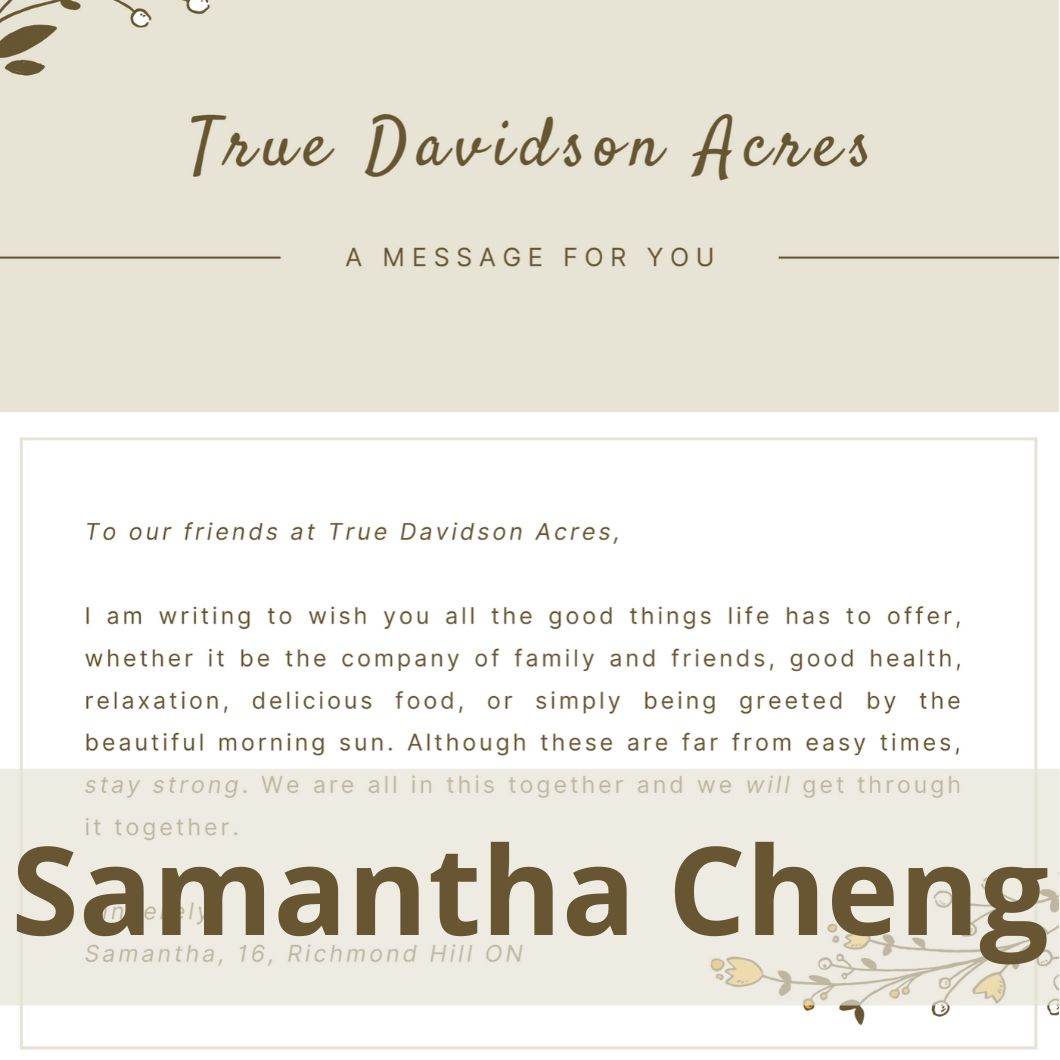 True Davidson Acres
A MESSAGE FOR YOU
To our friends at True Davidson Acres,
I am writing to wish you all the good things life has to offer,
whether it be the company of family and friends, good health,
relaxation, delicious food, or simply being greeted by the
beautiful morning sun. Although these are far from easy times,
stay strong. We are all in this together and we will get through
it together.
Samantha Cheng
Sincerely,
Samantha, 16, Richmond Hill ON